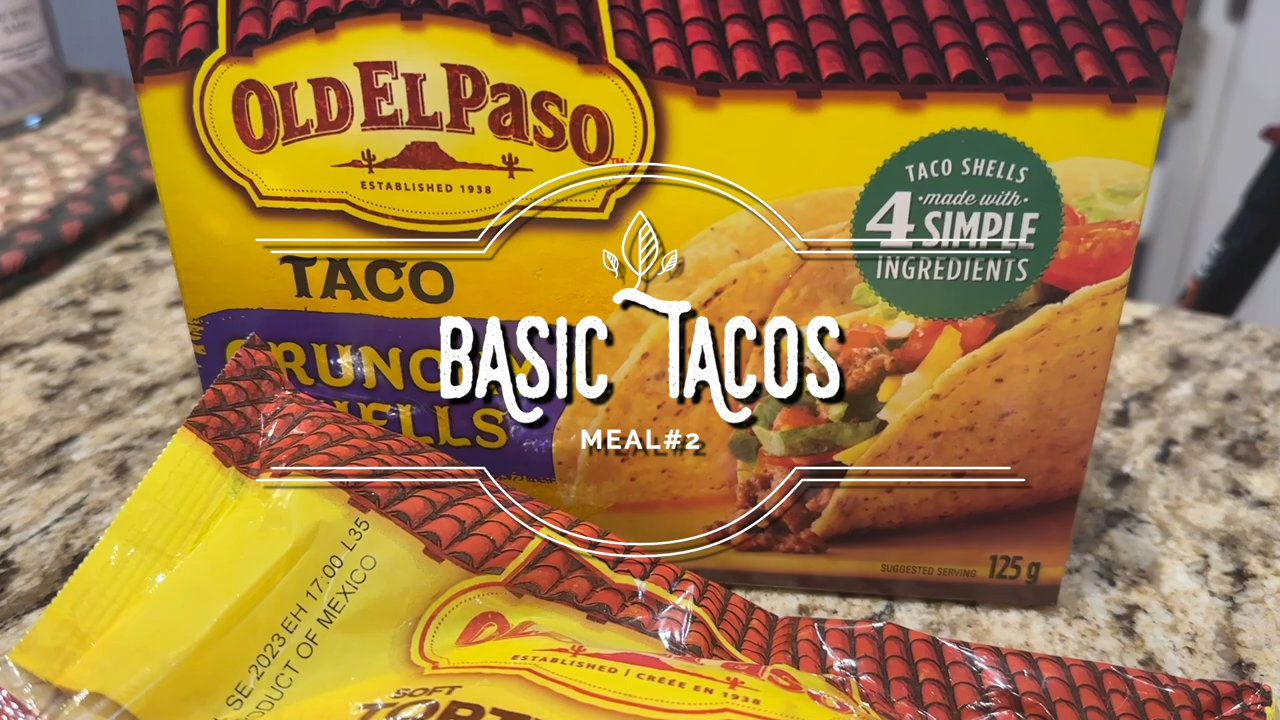 OLD EL PASO™
ESTABLISHED 1938
TACO
TACO SHELLS
·made with·
4 SIMPLE
INGREDIENTS
BASIC TACOS
MEAL#2
SUGGESTED SERVING 125 g
SE 2023 EH 17:00 L35
PRODUCT OF MEXICO
ESTABLISHED | CRÉÉE EN 1938
SOFT